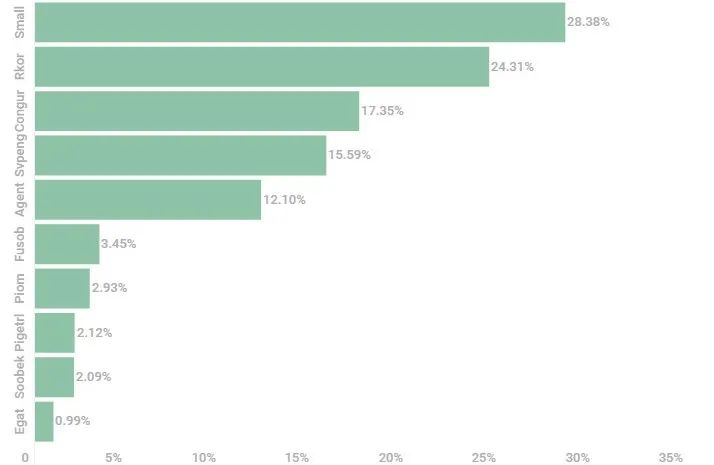 Small 28.38%
Rkor 24.31%
Congur 17.35%
Svpeng 15.59%
Agent 12.10%
Fusob 3.45%
Piom 2.93%
Pigetrl 2.12%
Soobek 2.09%
Egat 0.99%
0 5% 10% 15% 20% 25% 30% 35%